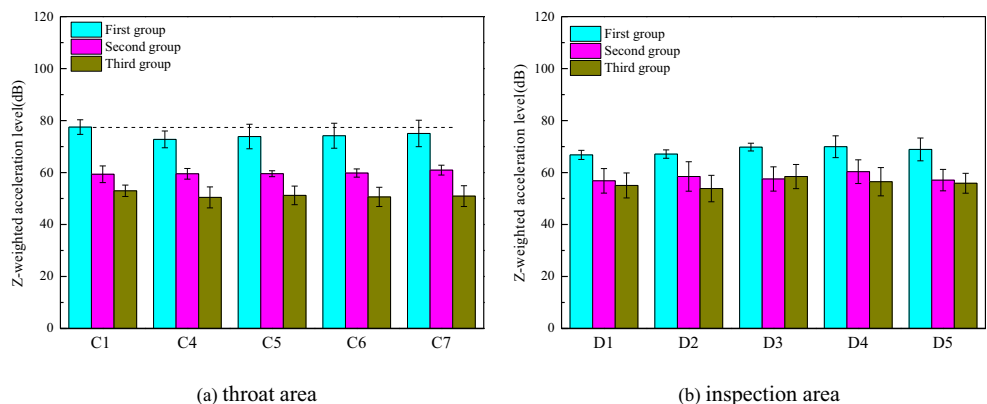 120
100
80
60
40
20
0
Z-weighted acceleration level(dB)
First group
Second group
Third group
C1 C4 C5 C6 C7
(a) throat area
120
100
80
60
40
20
0
Z-weighted acceleration level(dB)
First group
Second group
Third group
D1 D2 D3 D4 D5
(b) inspection area